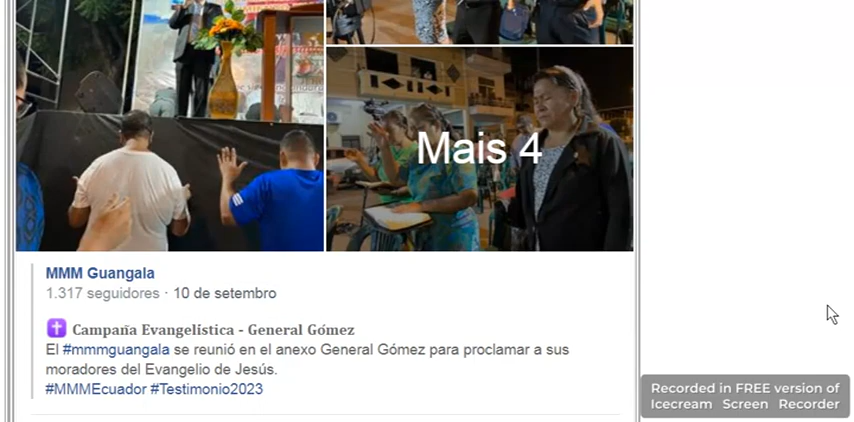 Mais 4
MMM Guangala
1.317 seguidores · 10 de setembro
✝️ Campaña Evangelística - General Gómez
El #mmmguangala se reunió en el anexo General Gómez para proclamar a sus
moradores del Evangelio de Jesús.
#MMMEcuador #Testimonio2023
Recorded in FREE version of
Icecream Screen Recorder